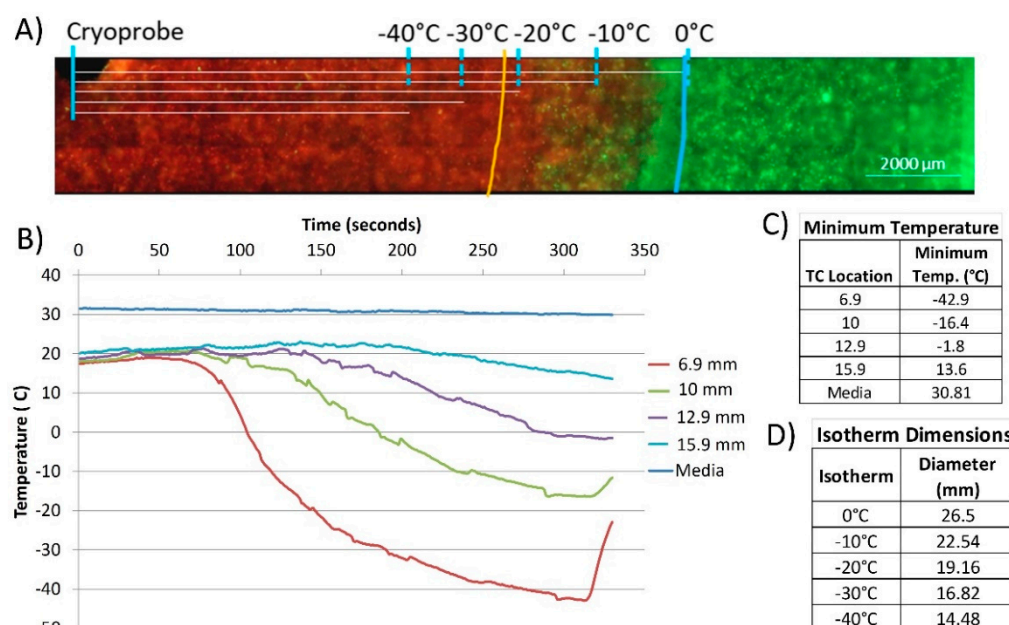 A)
Cryoprobe
-40°C
-30°C
-20°C
-10°C
0°C
2000 µm
B)
Time (seconds)
0 50 100 150 200 250 300 350
Temperature ( C)
40
30
20
10
0
-10
-20
-30
-40
6.9 mm
10 mm
12.9 mm
15.9 mm
Media
C)
Minimum Temperature
TC Location Minimum Temp. (°C)
6.9 -42.9
10 -16.4
12.9 -1.8
15.9 13.6
Media 30.81
D)
Isotherm Dimensions
Isotherm Diameter (mm)
0°C 26.5
-10°C 22.54
-20°C 19.16
-30°C 16.82
-40°C 14.48